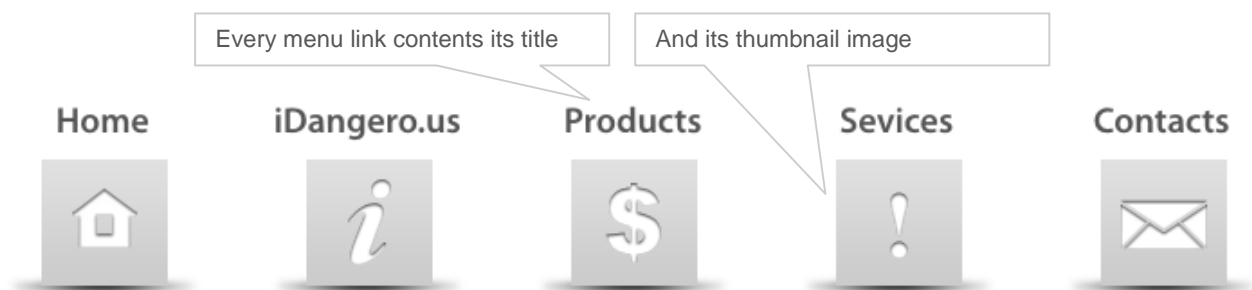 Every menu link contents its title
And its thumbnail image
Home
iDangero.us
Products
Sevices
Contacts